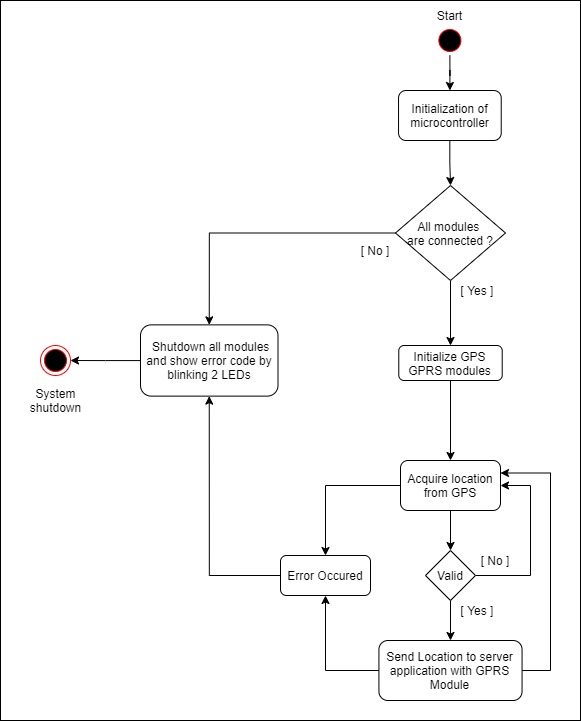 Start
Initialization of
microcontroller
All modules
are connected ?
[ No ]
[ Yes ]
Shutdown all modules
and show error code by
blinking 2 LEDs
System
shutdown
Initialize GPS
GPRS modules
Acquire location
from GPS
[ No ]
Valid
Error Occured
[ Yes ]
Send Location to server
application with GPRS
Module